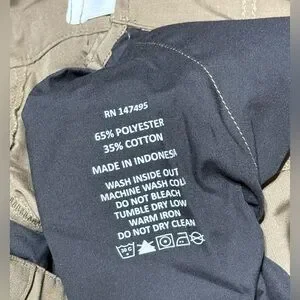 RN 147495
65% POLYESTER
35% COTTON
MADE IN INDONESI
WASH INSIDE OUT
MACHINE WASH COL
DO NOT BLEACH
TUMBLE DRY LOW
WARM IRON
DO NOT DRY CLEAN